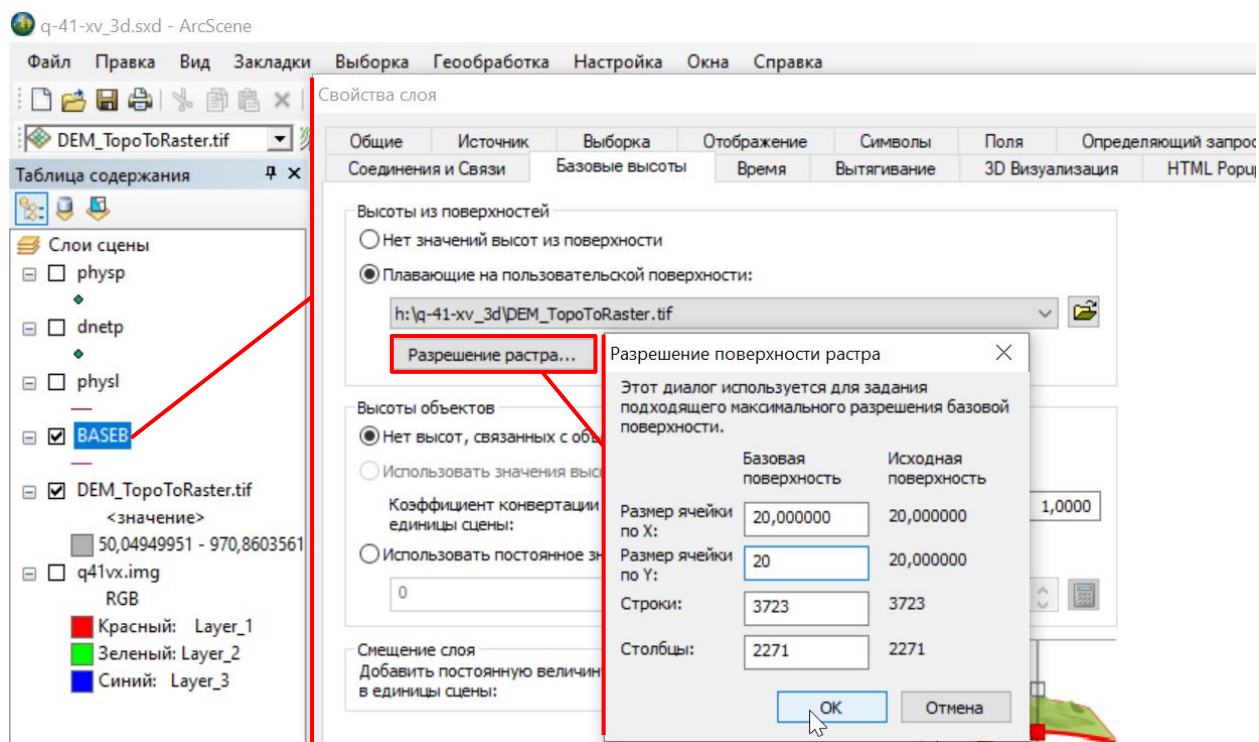 q-41-xv_3d.sxd - ArcScene
Файл Правка Вид Закладки Выборка Геообработка Настройка Окна Справка
DEM_TopoToRaster.tif
Таблица содержания
Слои сцены
physp
dnetp
physl
BASEB
DEM_TopoToRaster.tif
<значение>
50,04949951 - 970,8603561
q41vx.img
RGB
Красный: Layer_1
Зеленый: Layer_2
Синий: Layer_3
Свойства слоя
Общие Источник Выборка Отображение Символы Поля Определяющий запрос
Соединения и Связи Базовые высоты Время Вытягивание 3D Визуализация HTML Popup
Высоты из поверхностей
Нет значений высот из поверхности
Плавающие на пользовательской поверхности:
h:\q-41-xv_3d\DEM_TopoToRaster.tif
Разрешение растра...
Высоты объектов
Нет высот, связанных с
Использовать значения
Коэффициент конвертации
единицы сцены:
1,0000
Использовать постоянное
0
Смещение слоя
Добавить постоянную
в единицы сцены:
Разрешение поверхности растра
Этот диалог используется для задания
подходящего максимального разрешения базовой
поверхности.
Базовая
поверхность
Исходная
поверхность
Размер ячейки
по X:
20,000000 20,000000
Размер ячейки
по Y:
20 20,000000
Строки: 3723 3723
Столбцы: 2271 2271
OK Отмена